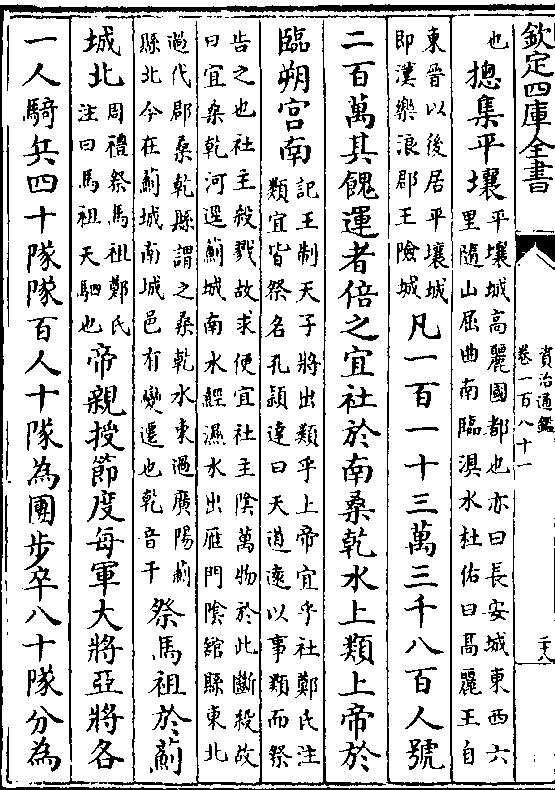 欽定四庫全書
資治通鑑
卷一百八十一
也
摠集平壤
平壤城高麗國都也亦曰長安城東西六
里隨山屈曲南臨浿水杜佑曰高麗王自
東晉以後居平壤城
即漢樂浪郡王險城
凡一百一十三萬三千八百人號
二百萬其餽運者倍之宜社於南桑乾水上類上帝於
臨朔宫南
記王制天子將出類乎上帝宜乎社鄭氏注
類宜皆祭名孔頴達曰天道逺以事類而祭
告之也社主殺戮故求便宜社主隂萬物於此斷殺故
曰宜桑乾河逕薊城南水經濕水出雁門隂館縣東北
過代郡桑乾縣謂之桑乾水東過廣陽薊
縣北今在薊城南城邑有變遷也乾音干
祭馬祖於薊
城北
周禮祭馬祖鄭氏
注曰馬祖天駟也
帝親授節度每軍大將亞將各
一人騎兵四十隊隊百人十隊為團步卒八十隊分為